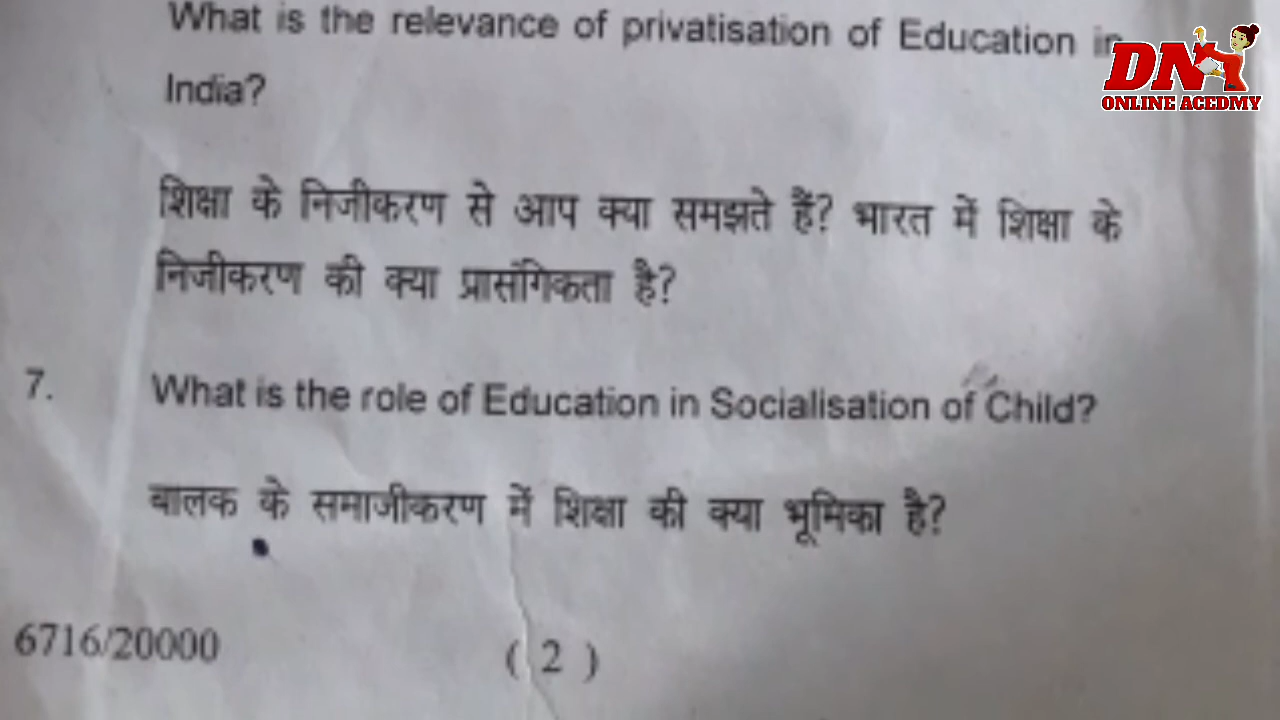 What is the relevance of privatisation of Education in
DN
ONLINE ACEDMY
India?
शिक्षा के निजीकरण से आप क्या समझते हैं? भारत में शिक्षा के
निजीकरण की क्या प्रासंगिकता है?
7. What is the role of Education in Socialisation of Child?
बालक के समाजीकरण में शिक्षा की क्या भूमिका है?
6716/20000 ( 2 )